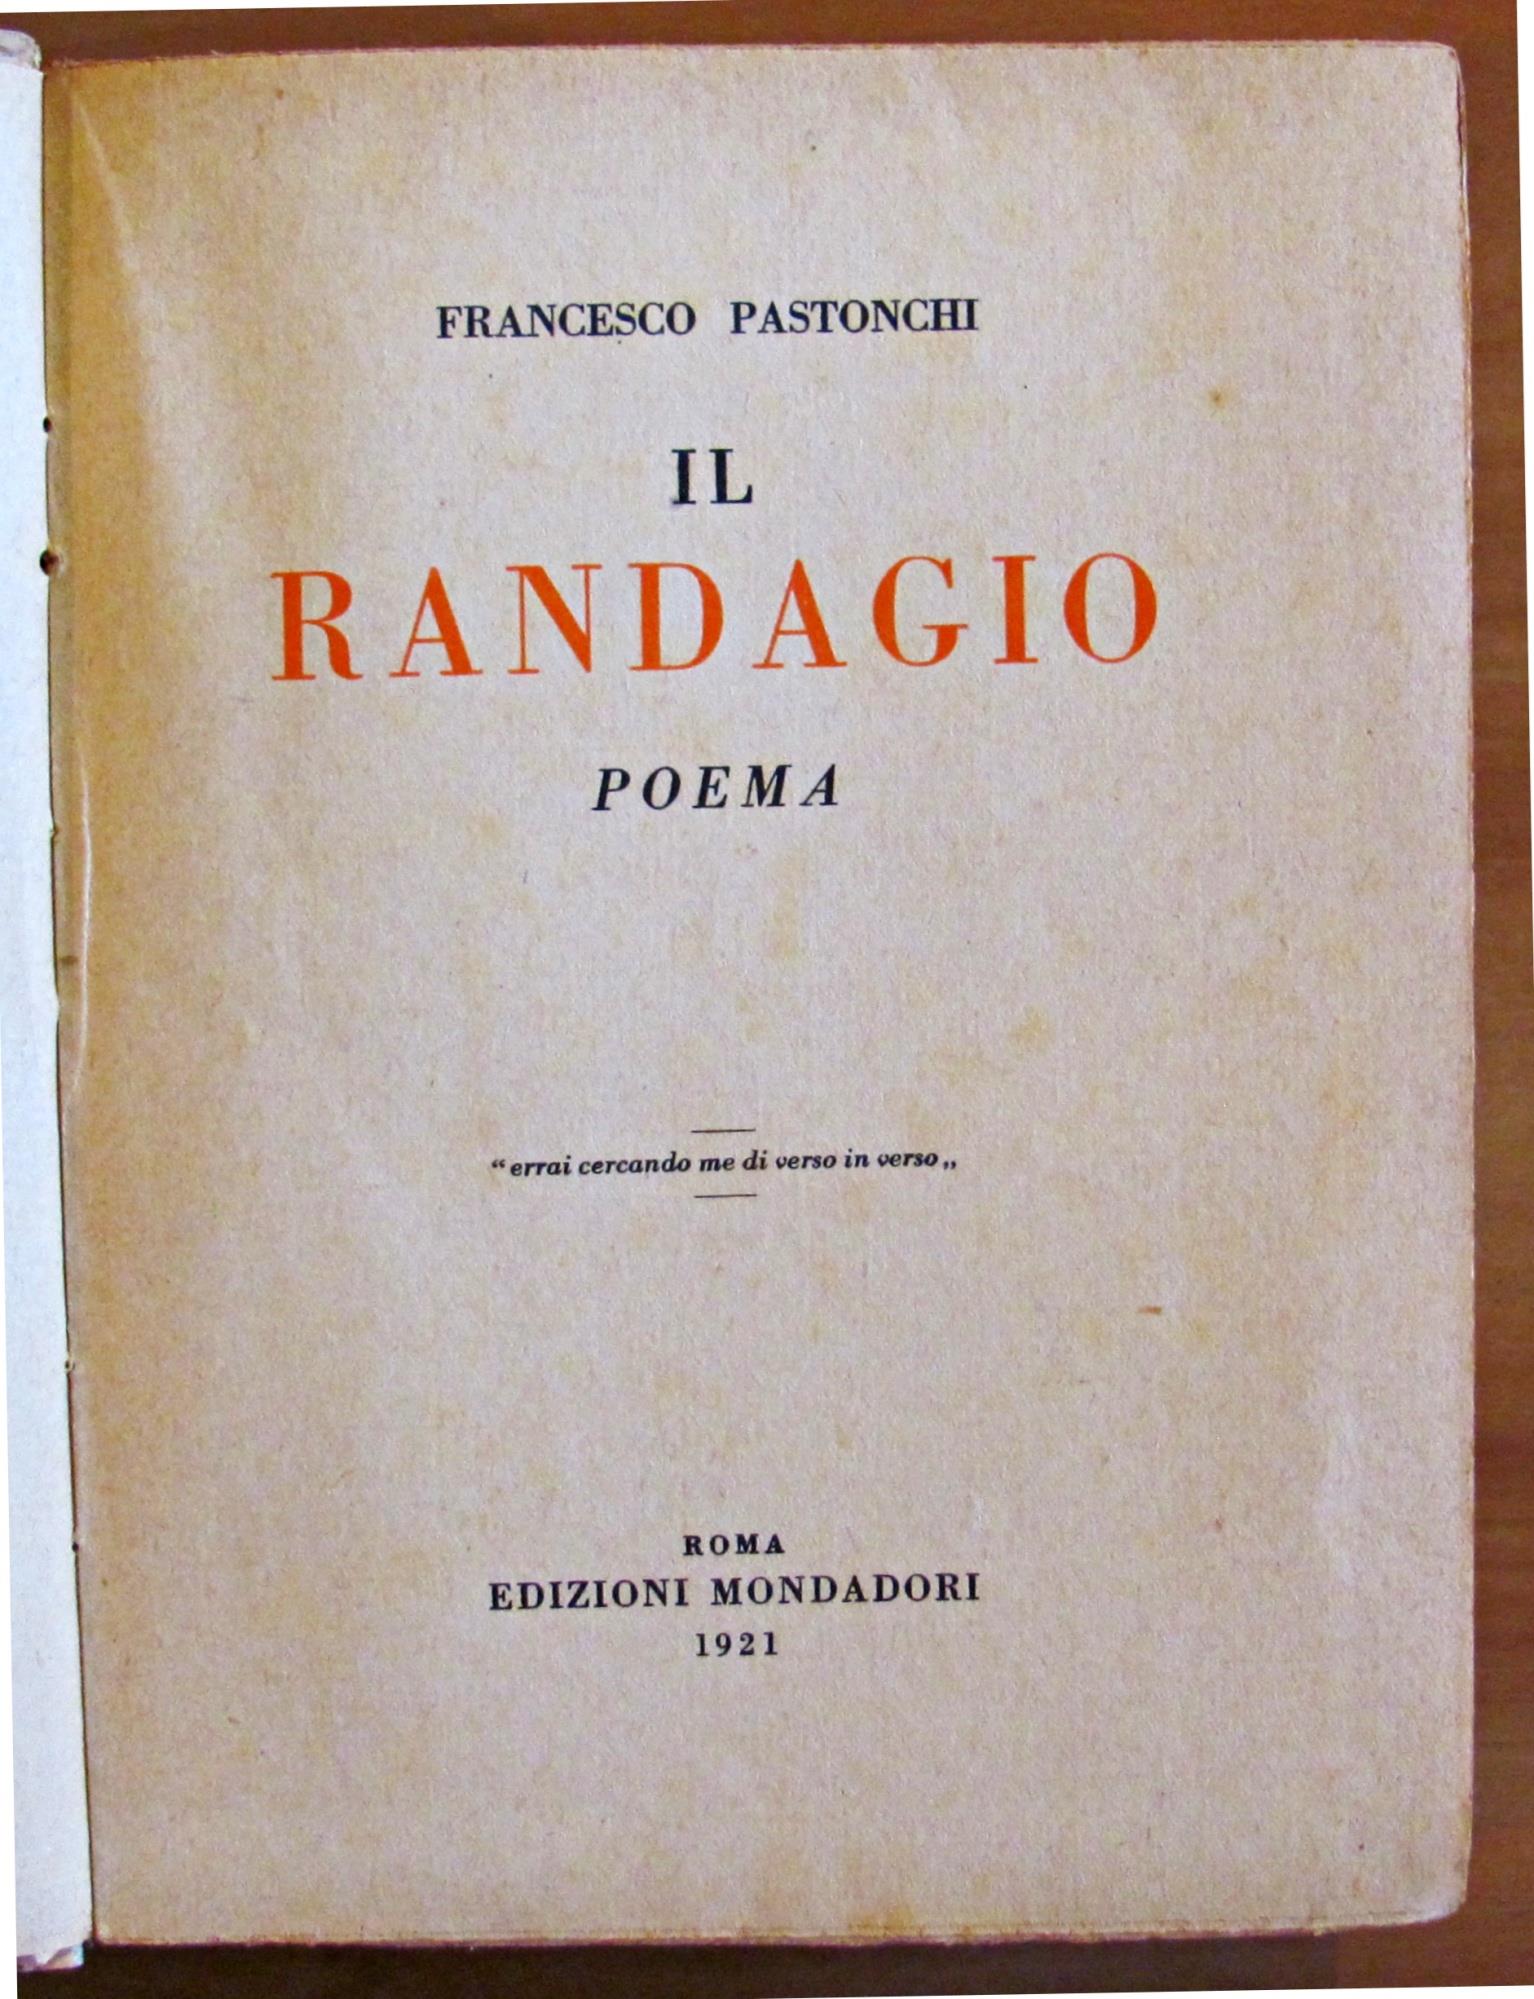 FRANCESCO PASTONCHI
IL
RANDAGIO
POEMA
“errai cercando me di verso in verso„
ROMA
EDIZIONI MONDADORI
1921